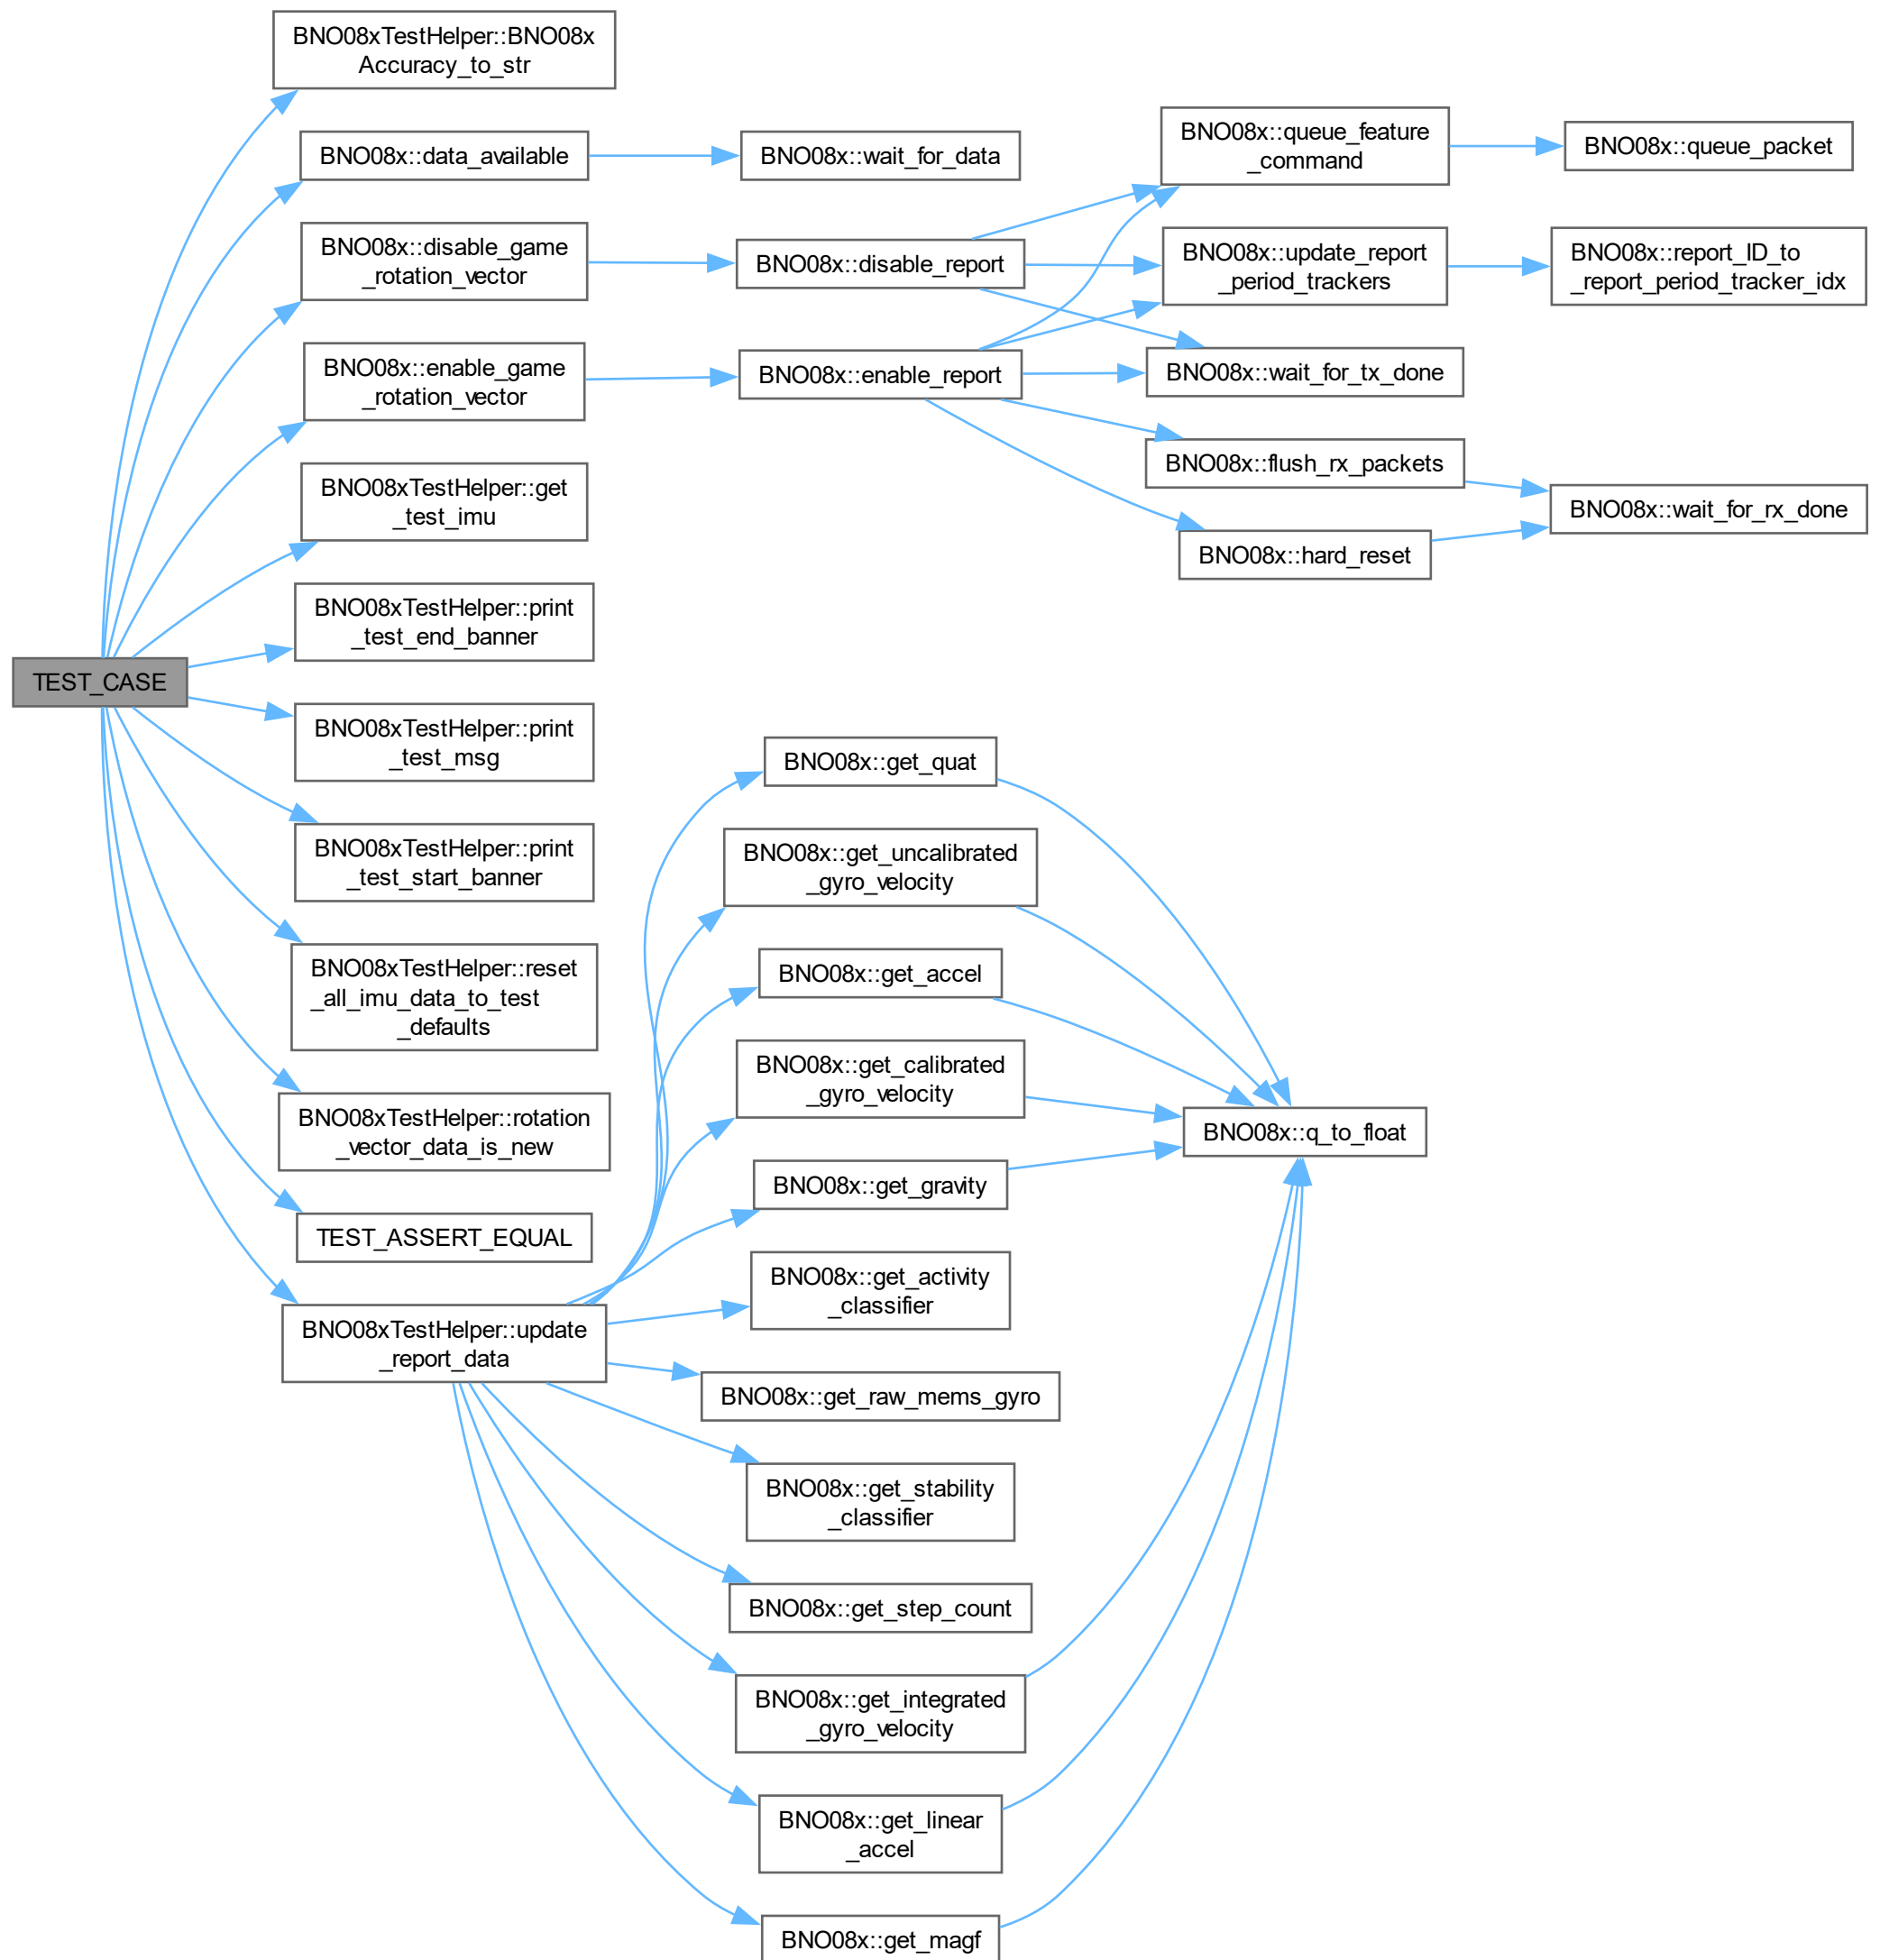 BNO08xTestHelper::BNO08x
Accuracy_to_str
BNO08x::data_available
BNO08x::wait_for_data
BNO08x::disable_game
_rotation_vector
BNO08x::disable_report
BNO08x::queue_feature
_command
BNO08x::queue_packet
BNO08x::update_report
_period_trackers
BNO08x::report_ID_to
_report_period_tracker_idx
BNO08x::wait_for_tx_done
BNO08x::enable_game
_rotation_vector
BNO08x::enable_report
BNO08x::flush_rx_packets
BNO08x::wait_for_rx_done
BNO08x::hard_reset
BNO08xTestHelper::get
_test_imu
BNO08xTestHelper::print
_test_end_banner
TEST_CASE
BNO08xTestHelper::print
_test_msg
BNO08xTestHelper::print
_test_start_banner
BNO08xTestHelper::reset
_all_imu_data_to_test
_defaults
BNO08xTestHelper::rotation
_vector_data_is_new
TEST_ASSERT_EQUAL
BNO08xTestHelper::update
_report_data
BNO08x::get_quat
BNO08x::get_uncalibrated
_gyro_velocity
BNO08x::get_accel
BNO08x::get_calibrated
_gyro_velocity
BNO08x::q_to_float
BNO08x::get_gravity
BNO08x::get_activity
_classifier
BNO08x::get_raw_mems_gyro
BNO08x::get_stability
_classifier
BNO08x::get_step_count
BNO08x::get_integrated
_gyro_velocity
BNO08x::get_linear
_accel
BNO08x::get_magf